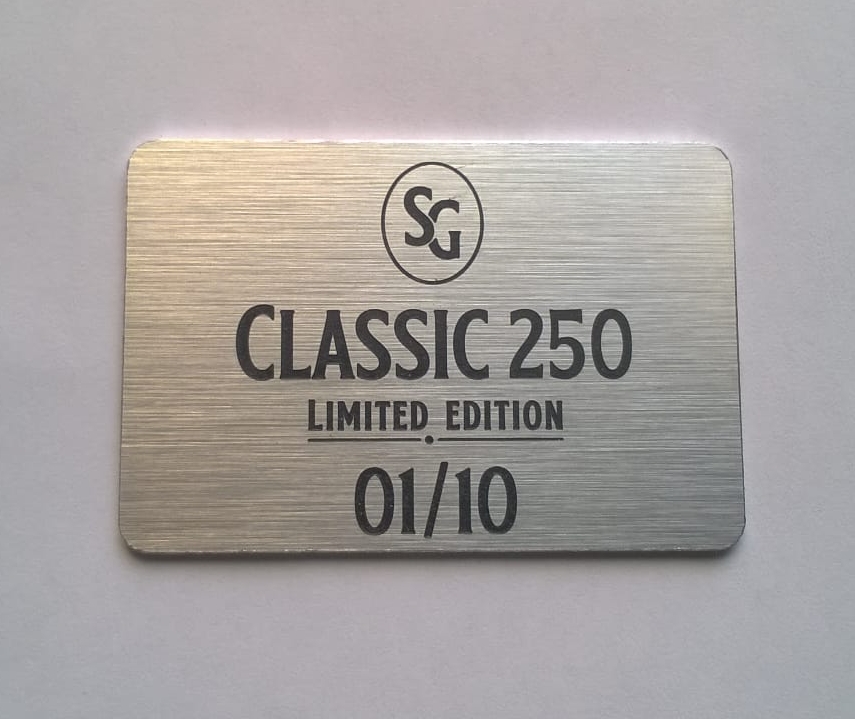 SG
CLASSIC 250
LIMITED EDITION
01/10